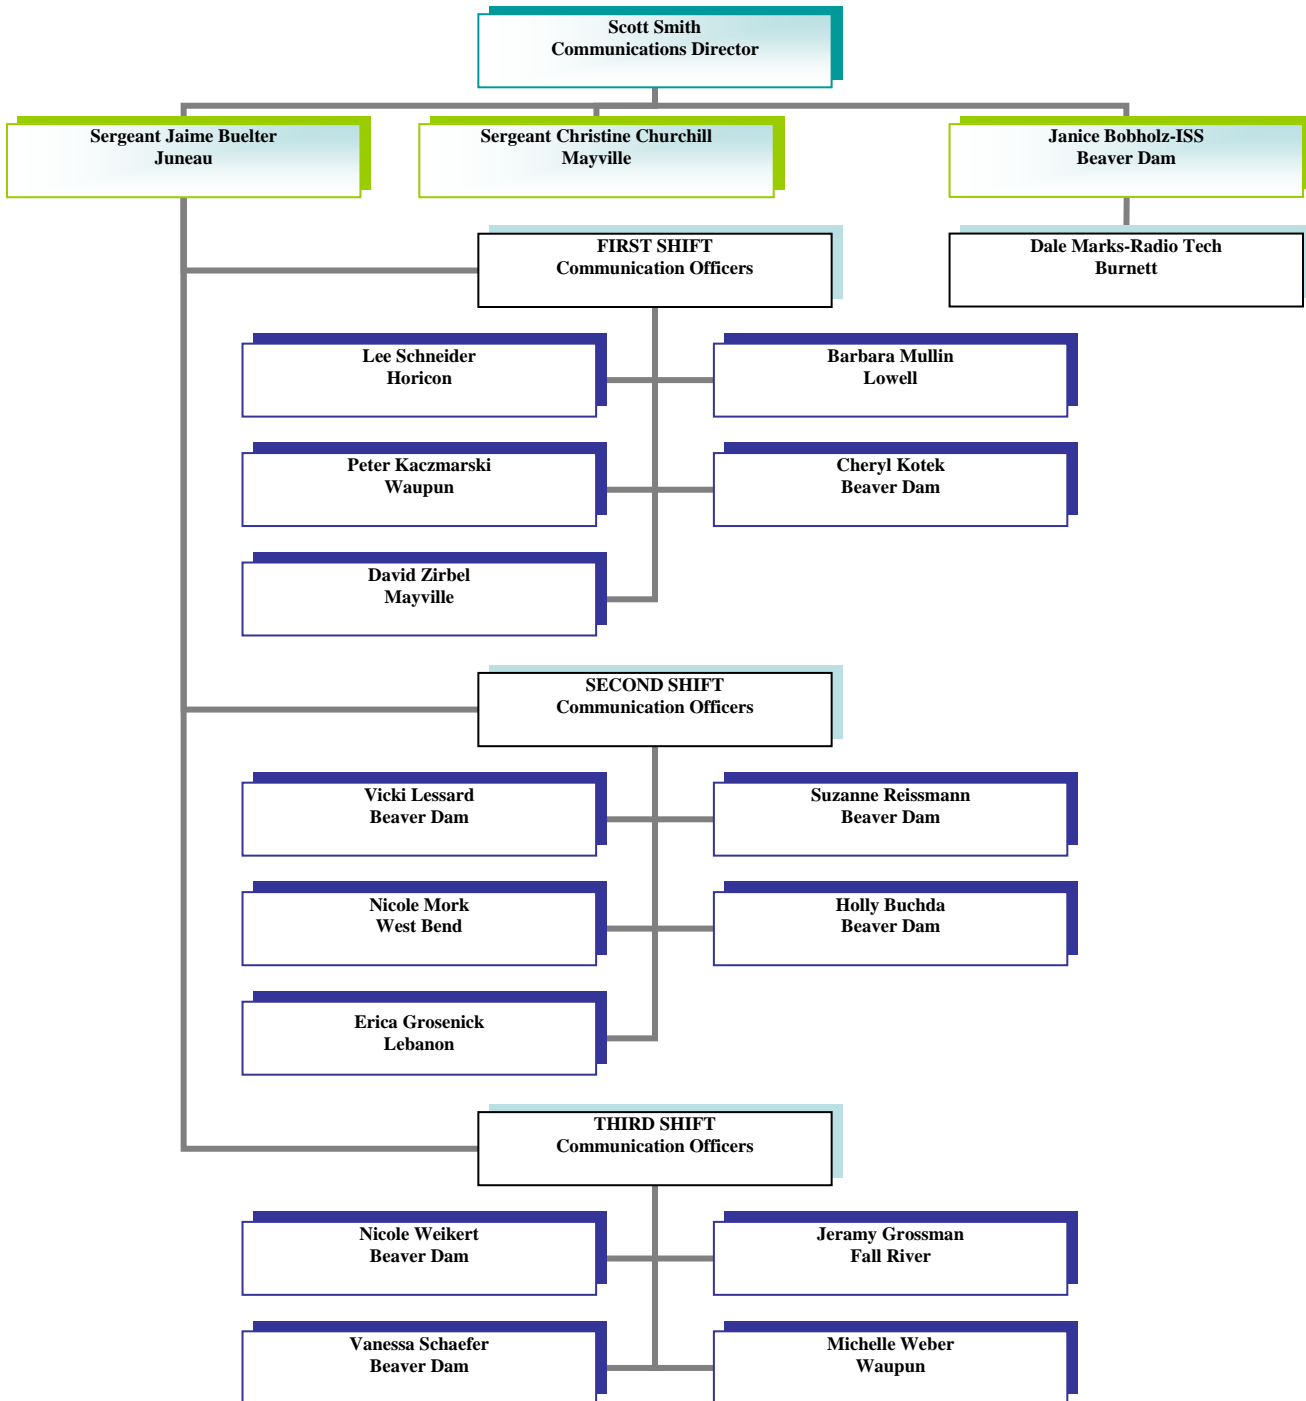 Scott Smith
Communications Director
Sergeant Jaime Buelter
Juneau
Sergeant Christine Churchill
Mayville
Janice Bobholz-ISS
Beaver Dam
FIRST SHIFT
Communication Officers
Dale Marks-Radio Tech
Burnett
Lee Schneider
Horicon
Barbara Mullin
Lowell
Peter Kaczmarski
Waupun
Cheryl Kotek
Beaver Dam
David Zirbel
Mayville
SECOND SHIFT
Communication Officers
Vicki Lessard
Beaver Dam
Suzanne Reissmann
Beaver Dam
Nicole Mork
West Bend
Holly Buchda
Beaver Dam
Erica Grosenick
Lebanon
THIRD SHIFT
Communication Officers
Nicole Weikert
Beaver Dam
Jeramy Grossman
Fall River
Vanessa Schaefer
Beaver Dam
Michelle Weber
Waupun